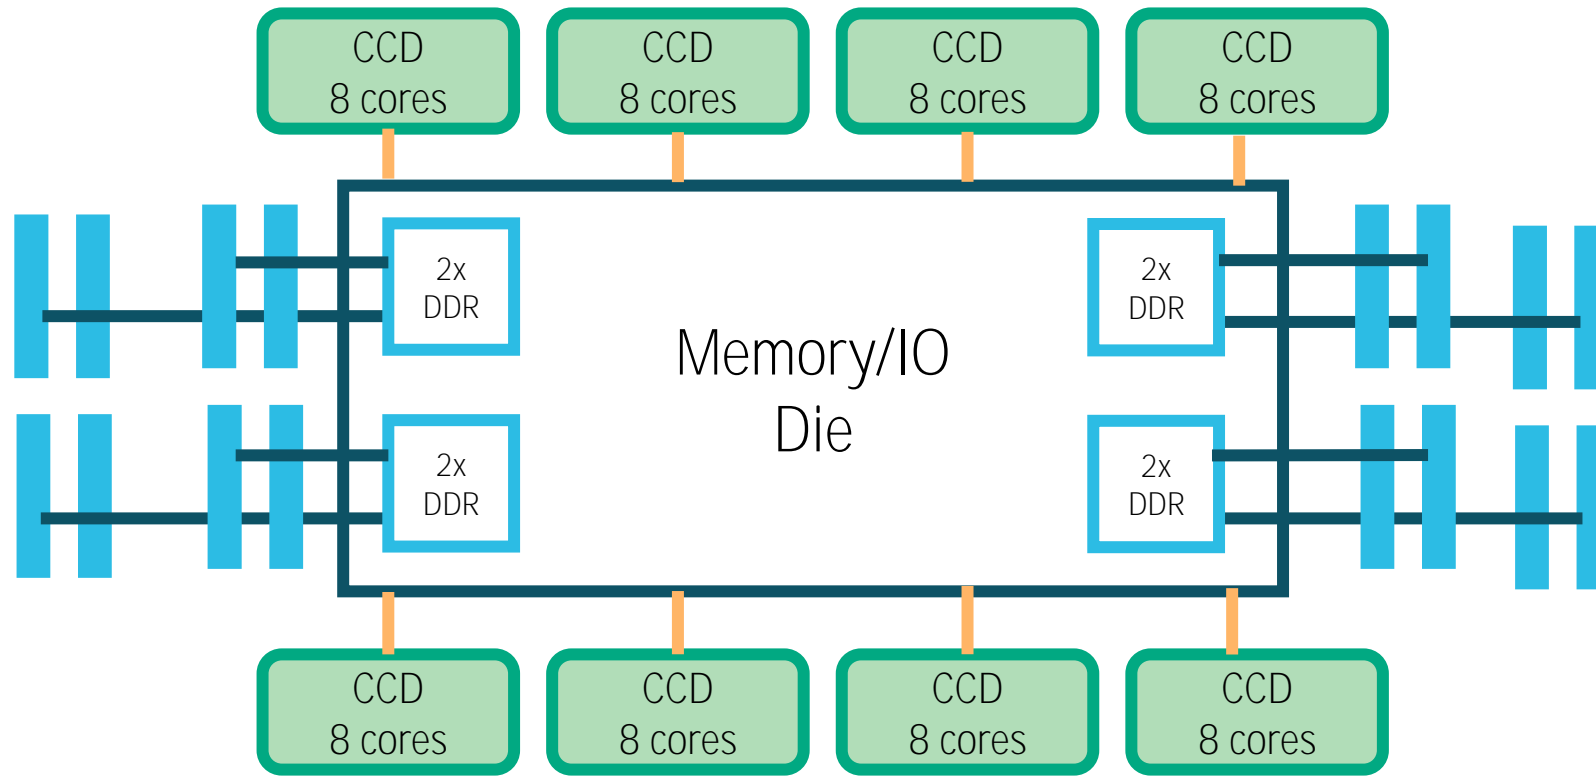 CCD
8 cores
CCD
8 cores
CCD
8 cores
CCD
8 cores
2x
DDR
2x
DDR
Memory/IO
Die
2x
DDR
2x
DDR
CCD
8 cores
CCD
8 cores
CCD
8 cores
CCD
8 cores